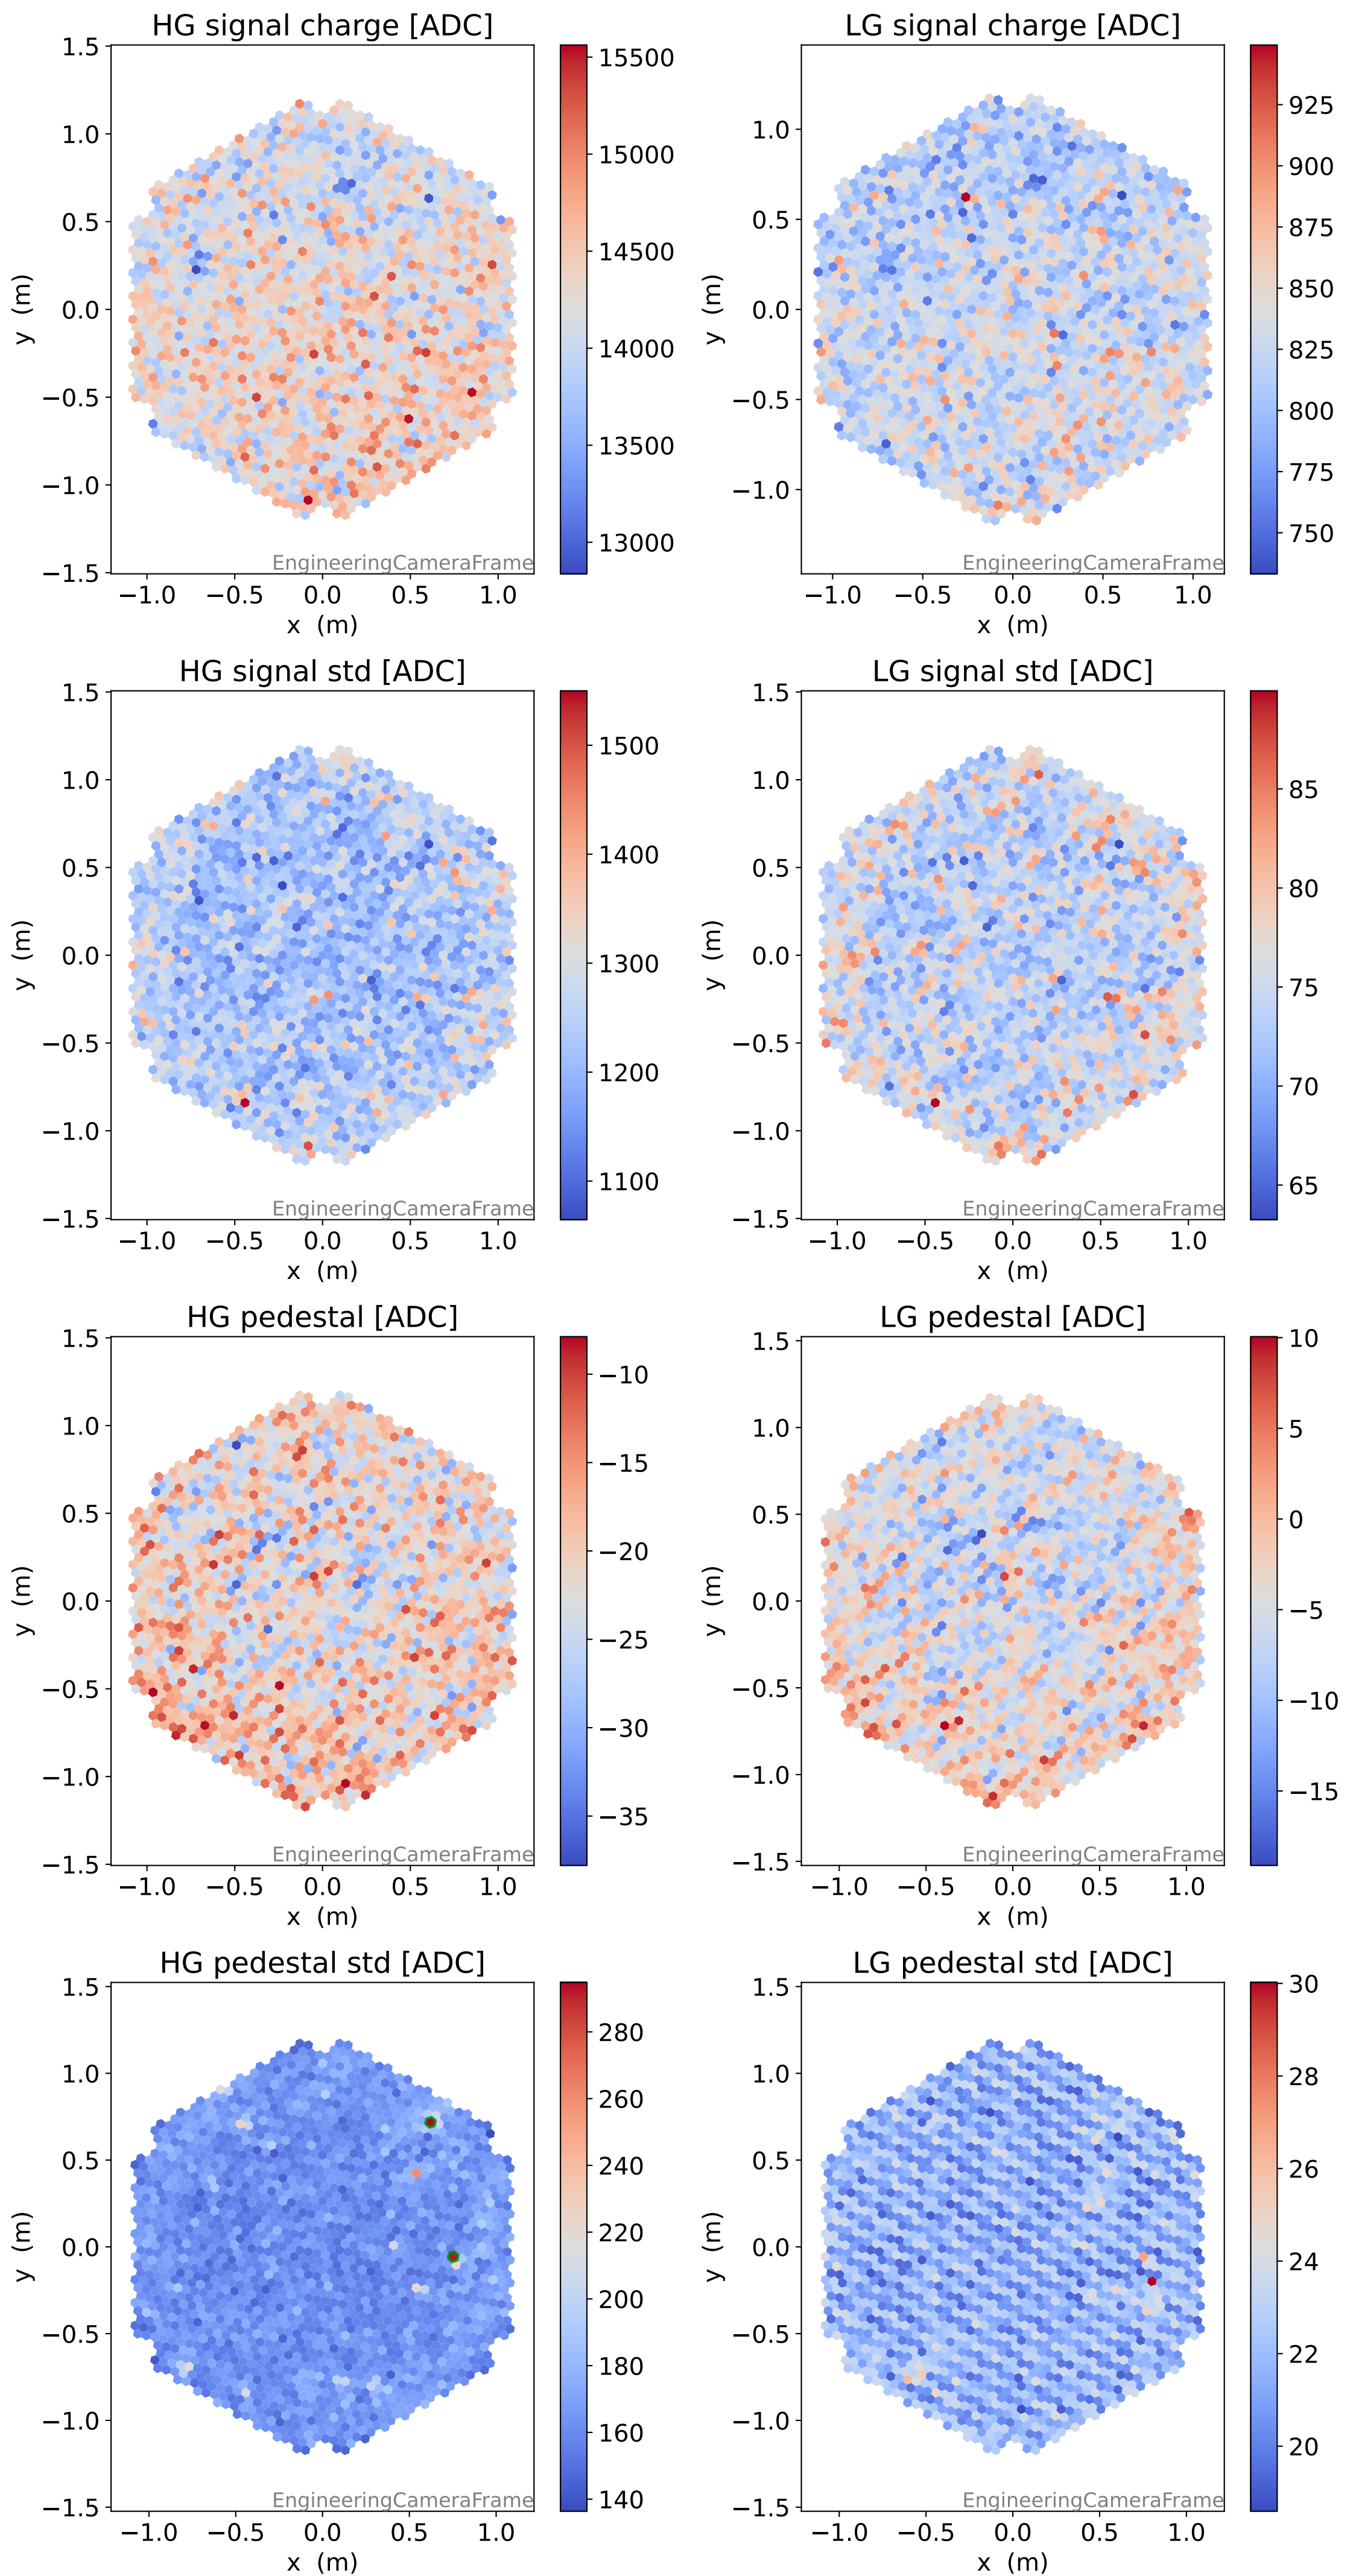 HG signal charge [ADC]
1.5
1.0
0.5
0.0
−0.5
−1.0
−1.5
y (m)
−1.0 −0.5 0.0 0.5 1.0
x (m)
EngineeringCameraFrame
15500
15000
14500
14000
13500
13000
LG signal charge [ADC]
1.0
0.5
0.0
−0.5
−1.0
y (m)
−1.0 −0.5 0.0 0.5 1.0
x (m)
EngineeringCameraFrame
925
900
875
850
825
800
775
750
HG signal std [ADC]
1.5
1.0
0.5
0.0
−0.5
−1.0
−1.5
y (m)
−1.0 −0.5 0.0 0.5 1.0
x (m)
EngineeringCameraFrame
1500
1400
1300
1200
1100
LG signal std [ADC]
1.5
1.0
0.5
0.0
−0.5
−1.0
−1.5
y (m)
−1.0 −0.5 0.0 0.5 1.0
x (m)
EngineeringCameraFrame
85
80
75
70
65
HG pedestal [ADC]
1.5
1.0
0.5
0.0
−0.5
−1.0
−1.5
y (m)
−1.0 −0.5 0.0 0.5 1.0
x (m)
EngineeringCameraFrame
−10
−15
−20
−25
−30
−35
LG pedestal [ADC]
1.5
1.0
0.5
0.0
−0.5
−1.0
−1.5
y (m)
−1.0 −0.5 0.0 0.5 1.0
x (m)
EngineeringCameraFrame
10
5
0
−5
−10
−15
HG pedestal std [ADC]
1.5
1.0
0.5
0.0
−0.5
−1.0
−1.5
y (m)
−1.0 −0.5 0.0 0.5 1.0
x (m)
EngineeringCameraFrame
280
260
240
220
200
180
160
140
LG pedestal std [ADC]
1.5
1.0
0.5
0.0
−0.5
−1.0
−1.5
y (m)
−1.0 −0.5 0.0 0.5 1.0
x (m)
EngineeringCameraFrame
30
28
26
24
22
20